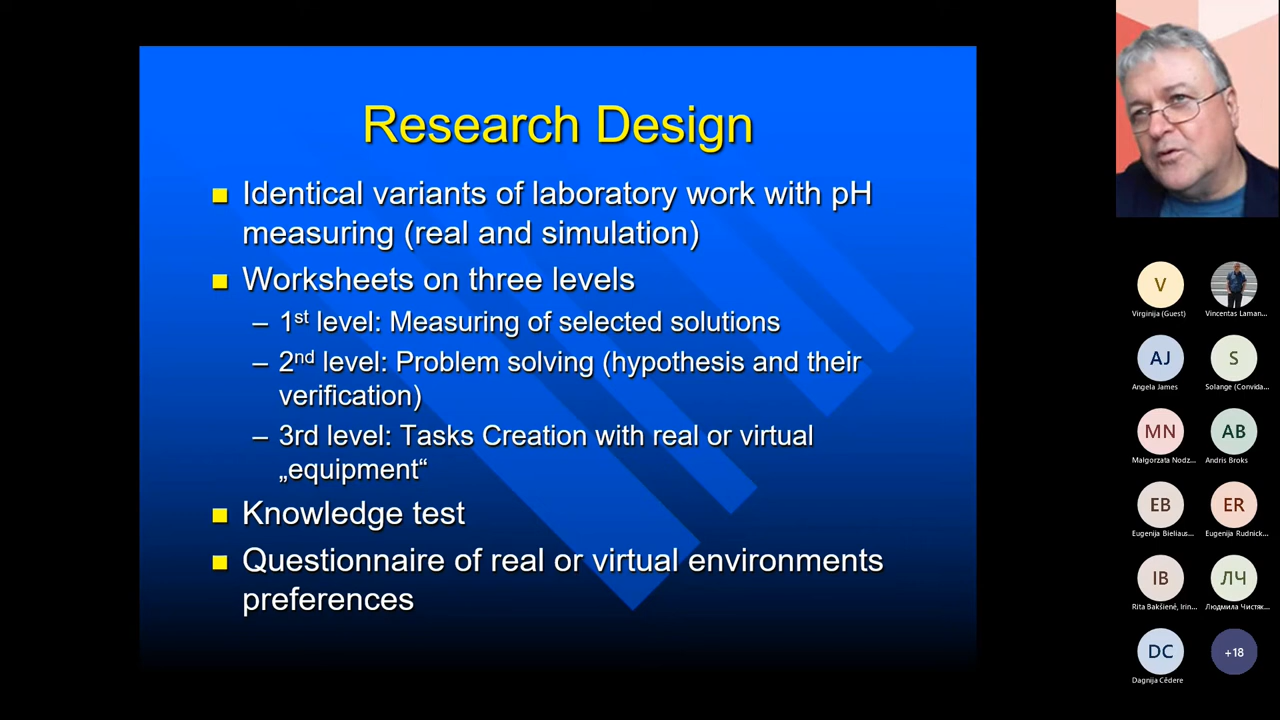 Research Design
■ Identical variants of laboratory work with pH
measuring (real and simulation)
■ Worksheets on three levels
– 1st level: Measuring of selected solutions
– 2nd level: Problem solving (hypothesis and their
verification)
– 3rd level: Tasks Creation with real or virtual
„equipment“
■ Knowledge test
■ Questionnaire of real or virtual environments
preferences
V
Virginija (Guest)
Vincentas Laman...
AJ
Angela James
S
Solange (Convida...
MN
Małgorzata Nodz...
AB
Andris Broks
EB
Eugenija Bieliaus...
ER
Eugenija Rudnick...
IB
Rita Bakšienė, Irin...
ЛЧ
Людмила Чистяк...
DC
Dagnija Cēdere
+18